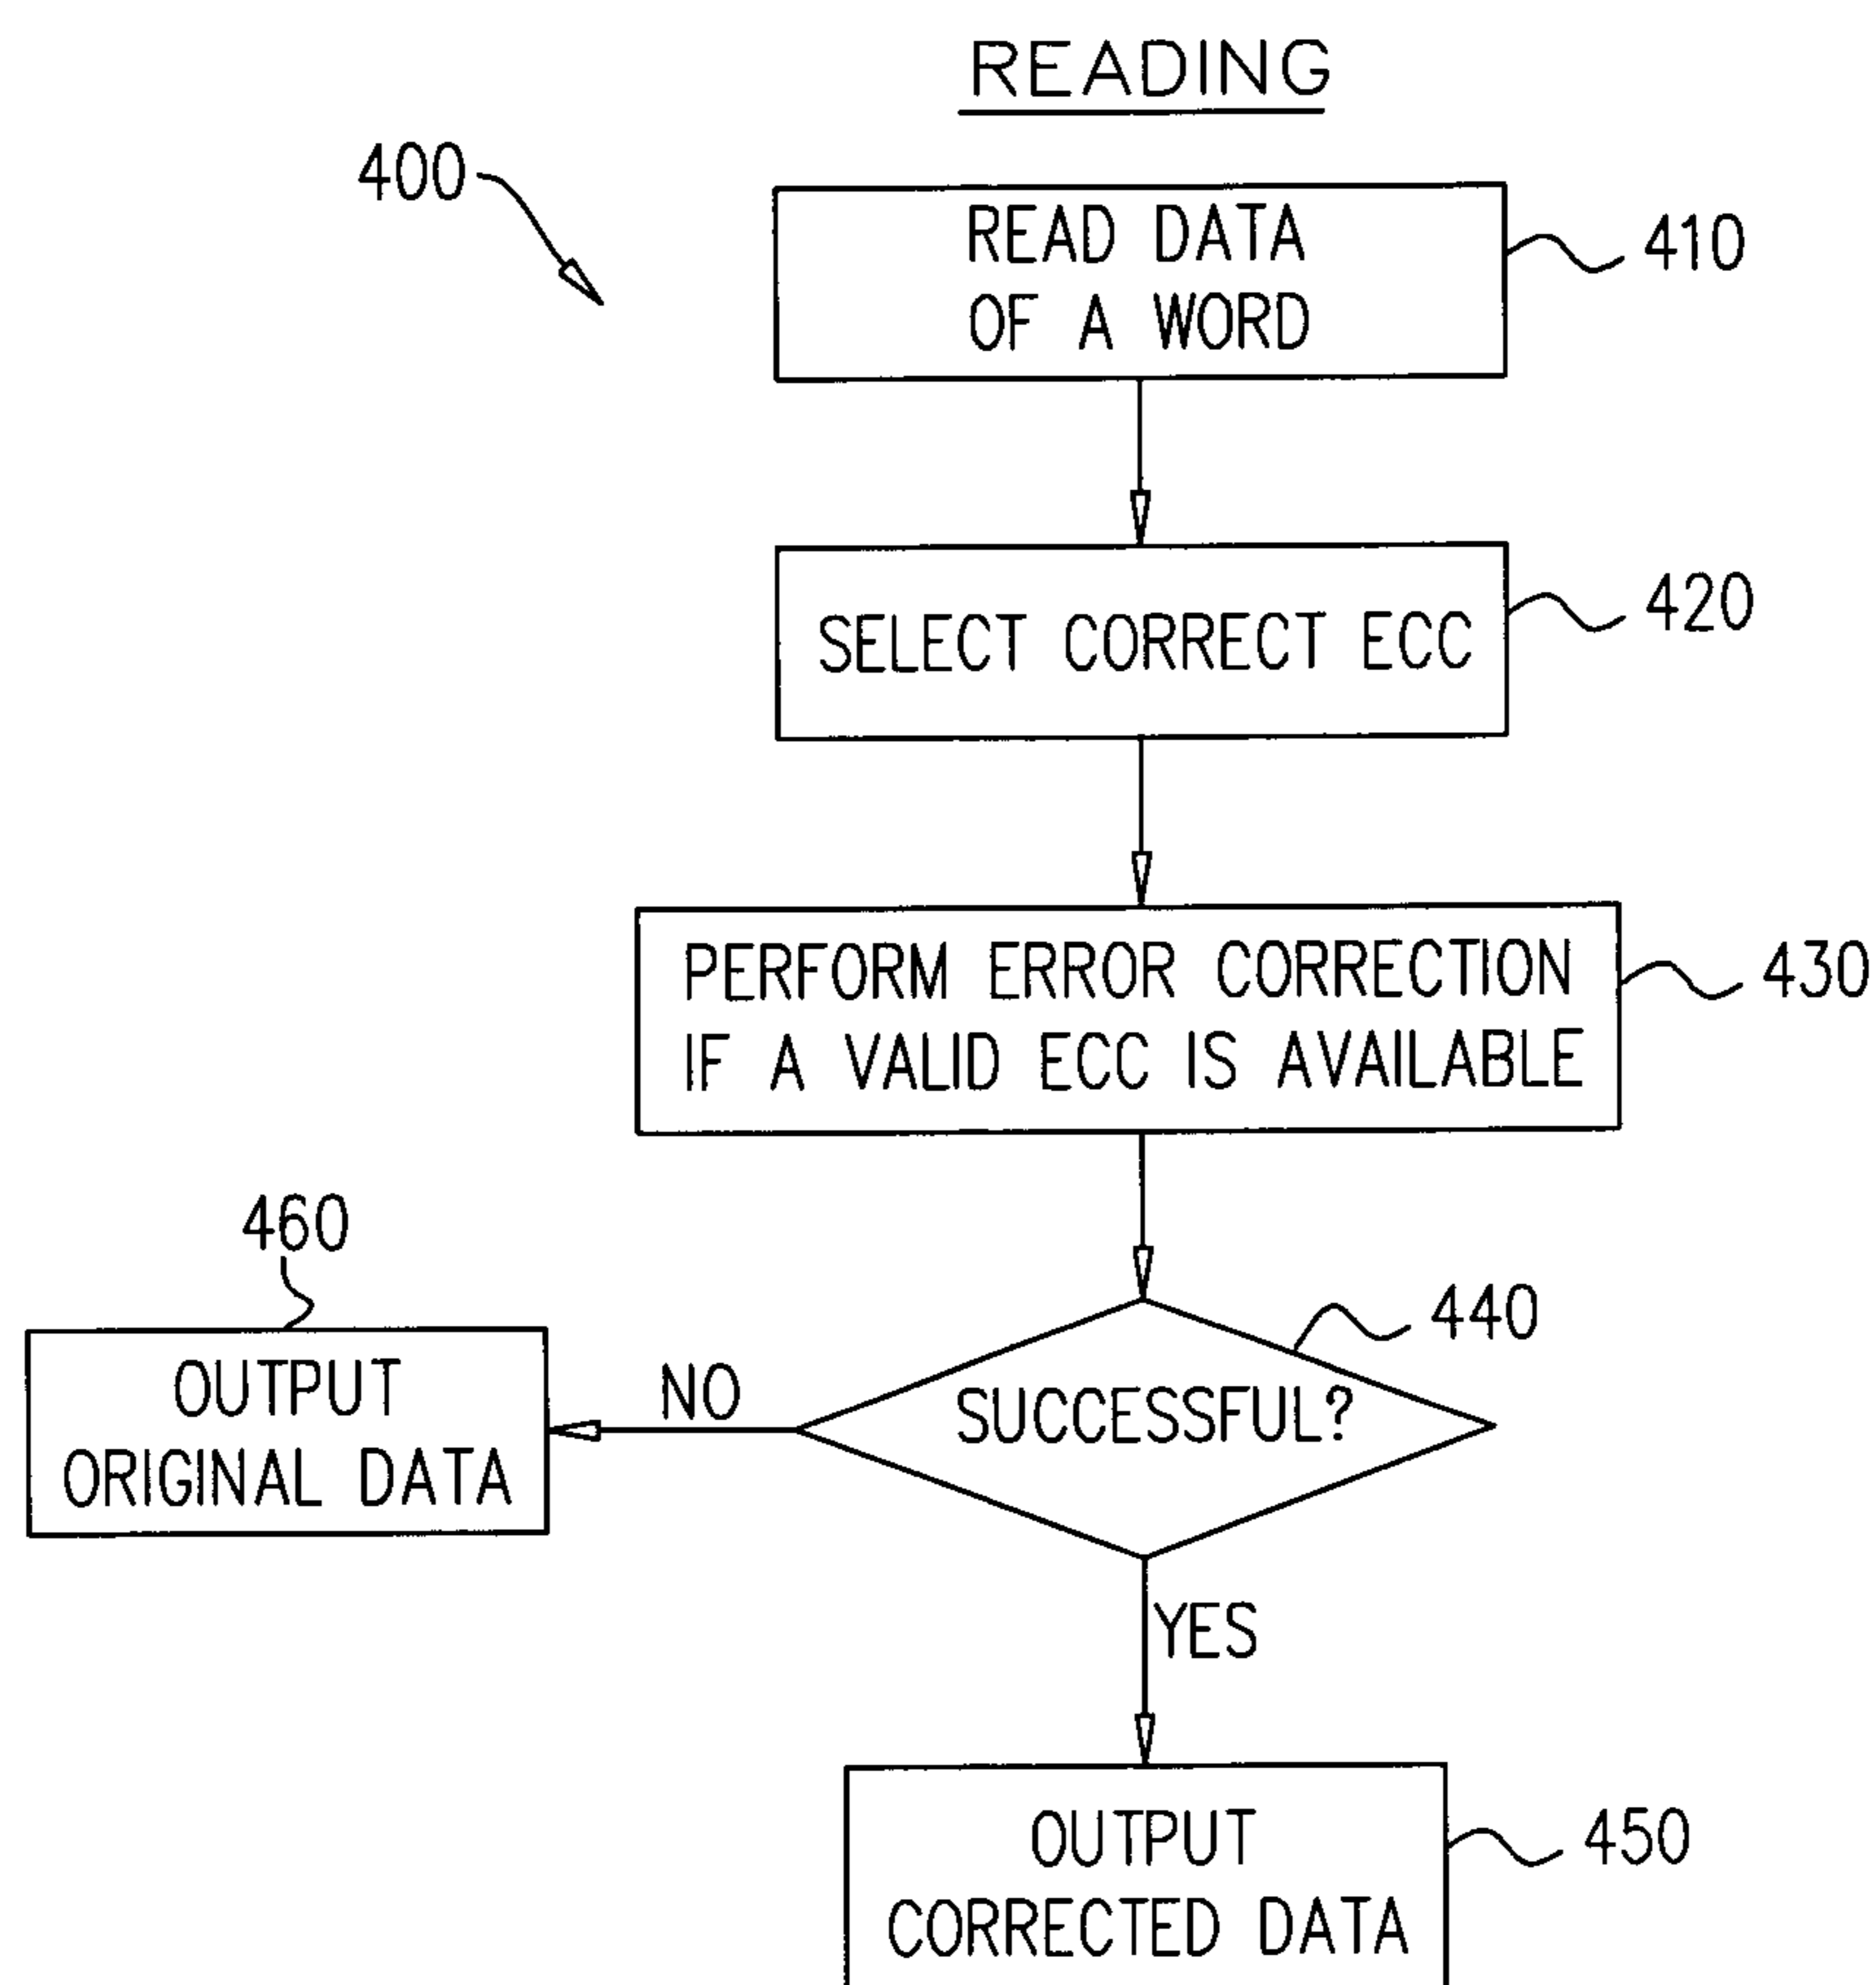 READING
400
READ DATA
OF A WORD
410
SELECT CORRECT ECC
420
PERFORM ERROR CORRECTION
IF A VALID ECC IS AVAILABLE
430
440
SUCCESSFUL?
NO
460
OUTPUT
ORIGINAL DATA
YES
OUTPUT
CORRECTED DATA
450